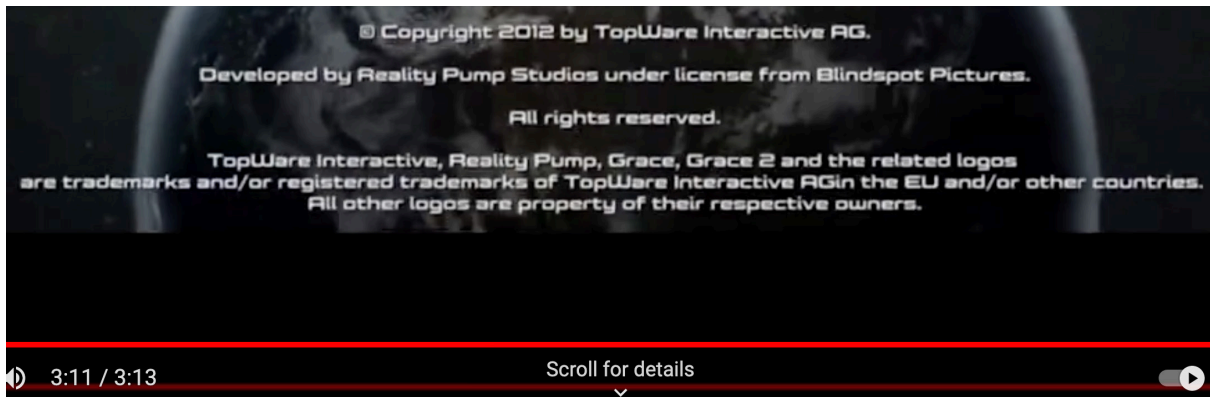 © Copyright 2012 by TopWare Interactive AG.
Developed by Reality Pump Studios under license from Blindspot Pictures.
All rights reserved.
TopWare Interactive, Reality Pump, Grace, Grace 2 and the related logos
are trademarks and/or registered trademarks of TopWare Interactive AGin the EU and/or other countries.
All other logos are property of their respective owners.
3:11 / 3:13
Scroll for details